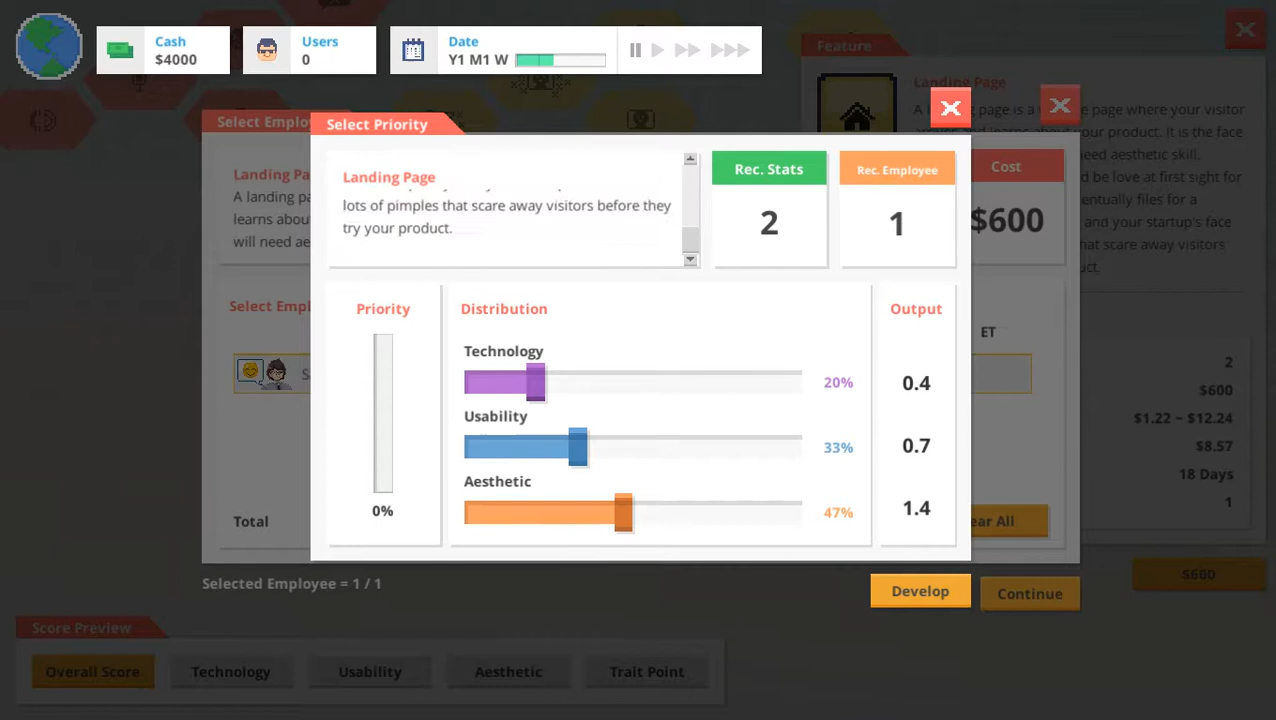 Cash
$4000
Users
0
Date
Y1 M1 W
Feature
Landing Page
A landing page is a page where your visitor
and learns about your product. It is the face
need aesthetic skill.
be love at first sight for
eventually files for a
and your startup's face
that scare away visitors
Select Emplo
Select Priority
Landing Pa
A landing
learns abou
will need ae
Landing Page
lots of pimples that scare away visitors before they
try your product.
Rec. Stats
2
Rec. Employee
1
Cost
$600
Select Empl
Priority
0%
Distribution
Technology
20%
Usability
33%
Aesthetic
47%
Output
0.4
0.7
1.4
ET
2
$600
$1.22 ~ $12.24
$8.57
18 Days
1
Total
ear All
Selected Employee = 1 / 1
Develop
Continue
$600
Score Preview
Overall Score
Technology
Usability
Aesthetic
Trait Point